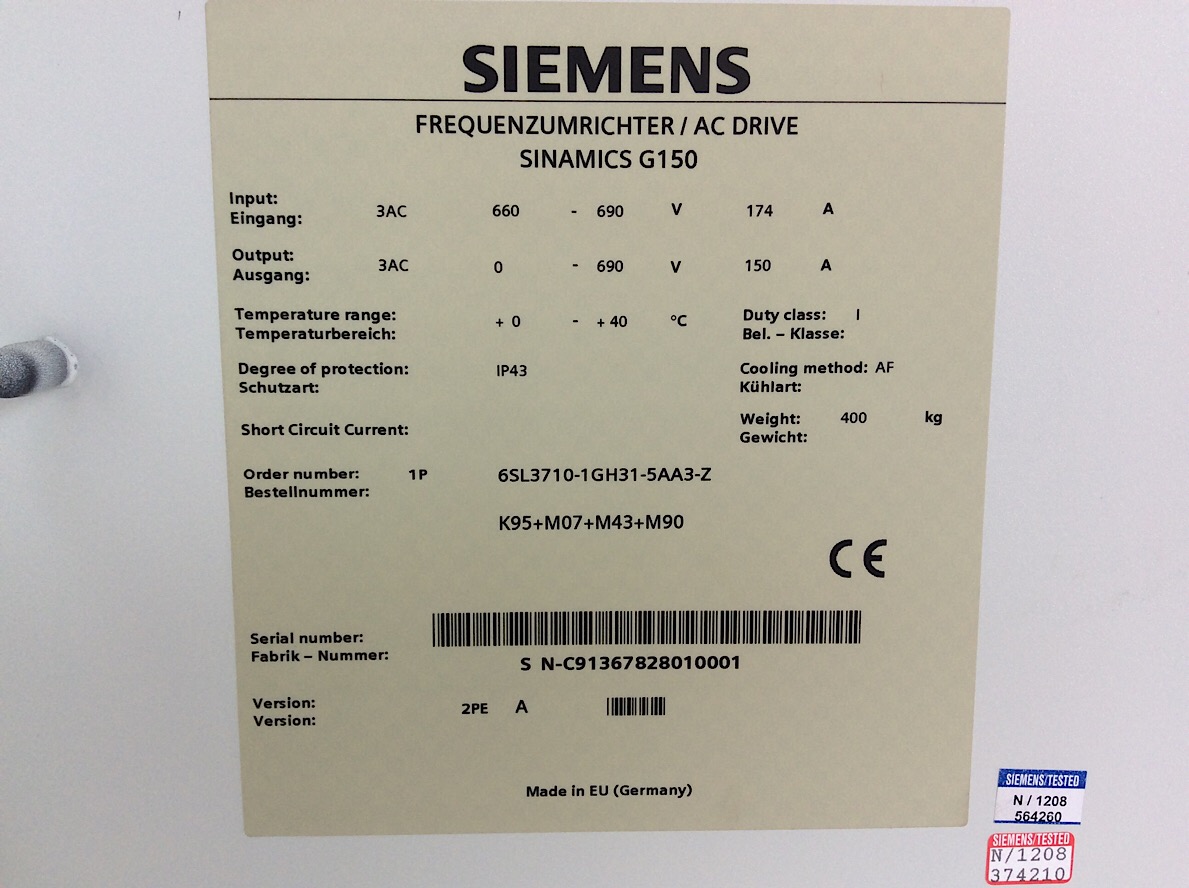 SIEMENS
FREQUENZUMRICHTER / AC DRIVE
SINAMICS G150
Input:
Eingang: 3AC 660 - 690 V 174 A
Output:
Ausgang: 3AC 0 - 690 V 150 A
Temperature range: + 0 - + 40 °C Duty class: I
Temperaturbereich: Bel. – Klasse:
Degree of protection: IP43 Cooling method: AF
Schutzart: Kühlart:
Weight: 400 kg
Short Circuit Current: Gewicht:
Order number: 1P 6SL3710-1GH31-5AA3-Z
Bestellnummer:
K95+M07+M43+M90
CE
Serial number:
Fabrik – Nummer: S N-C91367828010001
Version: 2PE A
Version:
Made in EU (Germany)
SIEMENS/TESTED
N / 1208
564260
SIEMENS/TESTED
N/1208
374210